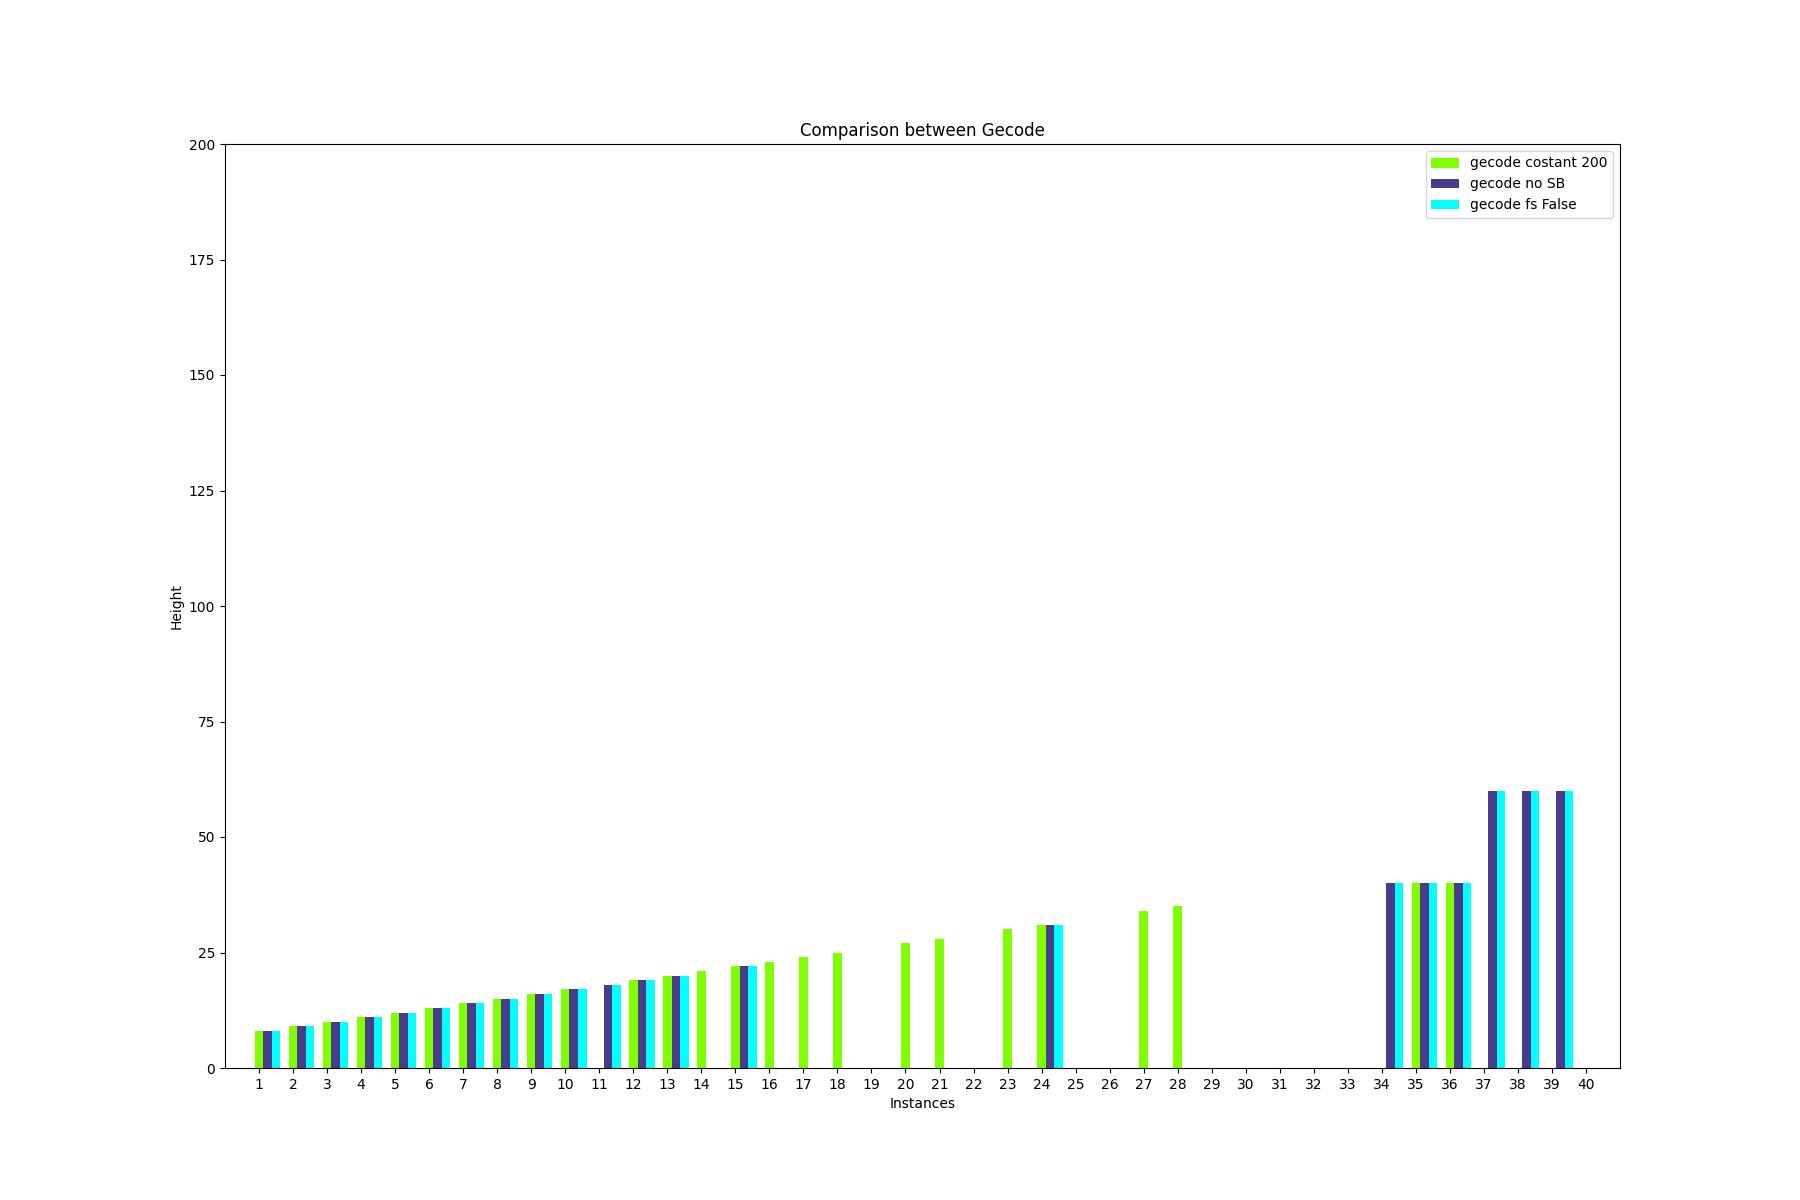 Comparison between Gecode
200
175
150
125
100
75
50
25
0
Height
gecode costant 200
gecode no SB
gecode fs False
1 2 3 4 5 6 7 8 9 10 11 12 13 14 15 16 17 18 19 20 21 22 23 24 25 26 27 28 29 30 31 32 33 34 35 36 37 38 39 40
Instances